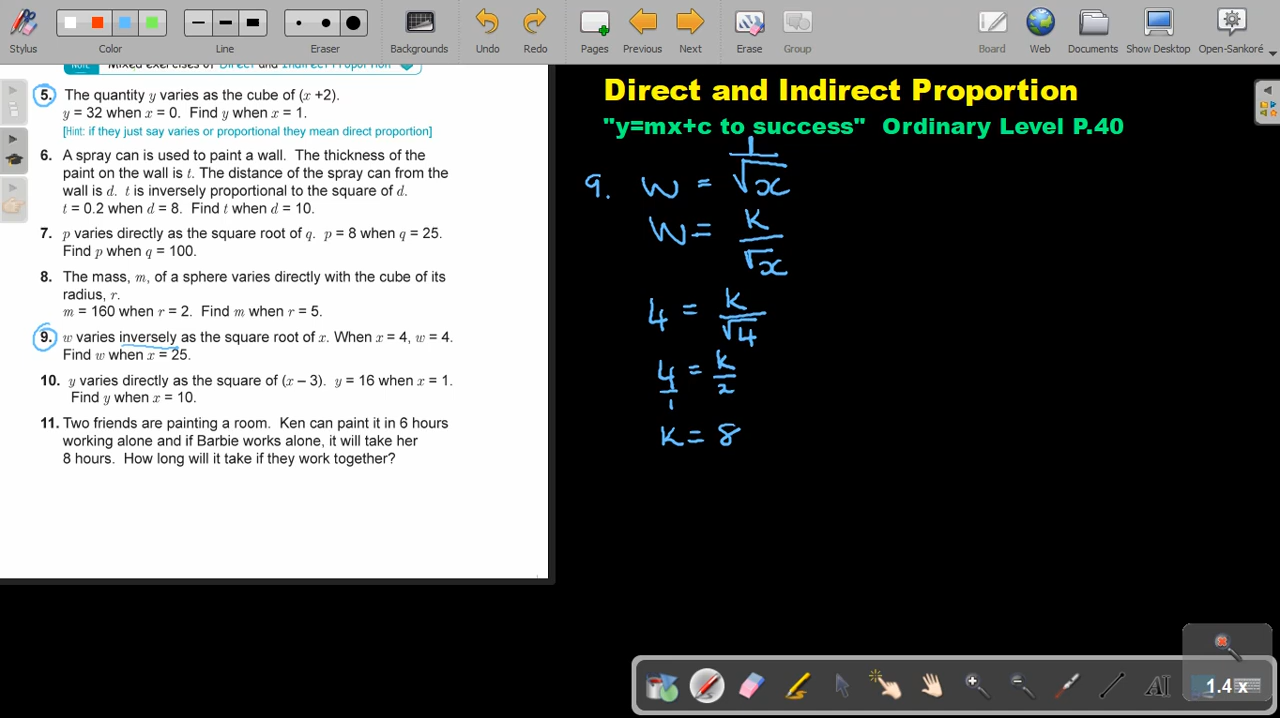 Stylus Color Line Eraser Backgrounds Undo Redo Pages Previous Next Erase Group Board Web Documents Show Desktop Open-Sankoré
NOTE Mixed exercises of Direct and Indirect Proportion
5. The quantity y varies as the cube of (x +2).
y = 32 when x = 0. Find y when x = 1.
[Hint: if they just say varies or proportional they mean direct proportion]
6. A spray can is used to paint a wall. The thickness of the
paint on the wall is t. The distance of the spray can from the
wall is d. t is inversely proportional to the square of d.
t = 0.2 when d = 8. Find t when d = 10.
7. p varies directly as the square root of q. p = 8 when q = 25.
Find p when q = 100.
8. The mass, m, of a sphere varies directly with the cube of its
radius, r.
m = 160 when r = 2. Find m when r = 5.
9. w varies inversely as the square root of x. When x = 4, w = 4.
Find w when x = 25.
10. y varies directly as the square of (x – 3). y = 16 when x = 1.
Find y when x = 10.
11. Two friends are painting a room. Ken can paint it in 6 hours
working alone and if Barbie works alone, it will take her
8 hours. How long will it take if they work together?
Direct and Indirect Proportion
"y=mx+c to success" Ordinary Level P.40
9. w = 1/√x
w = k/√x
4 = k/√4
4/1 = k/2
k = 8
1.4 x